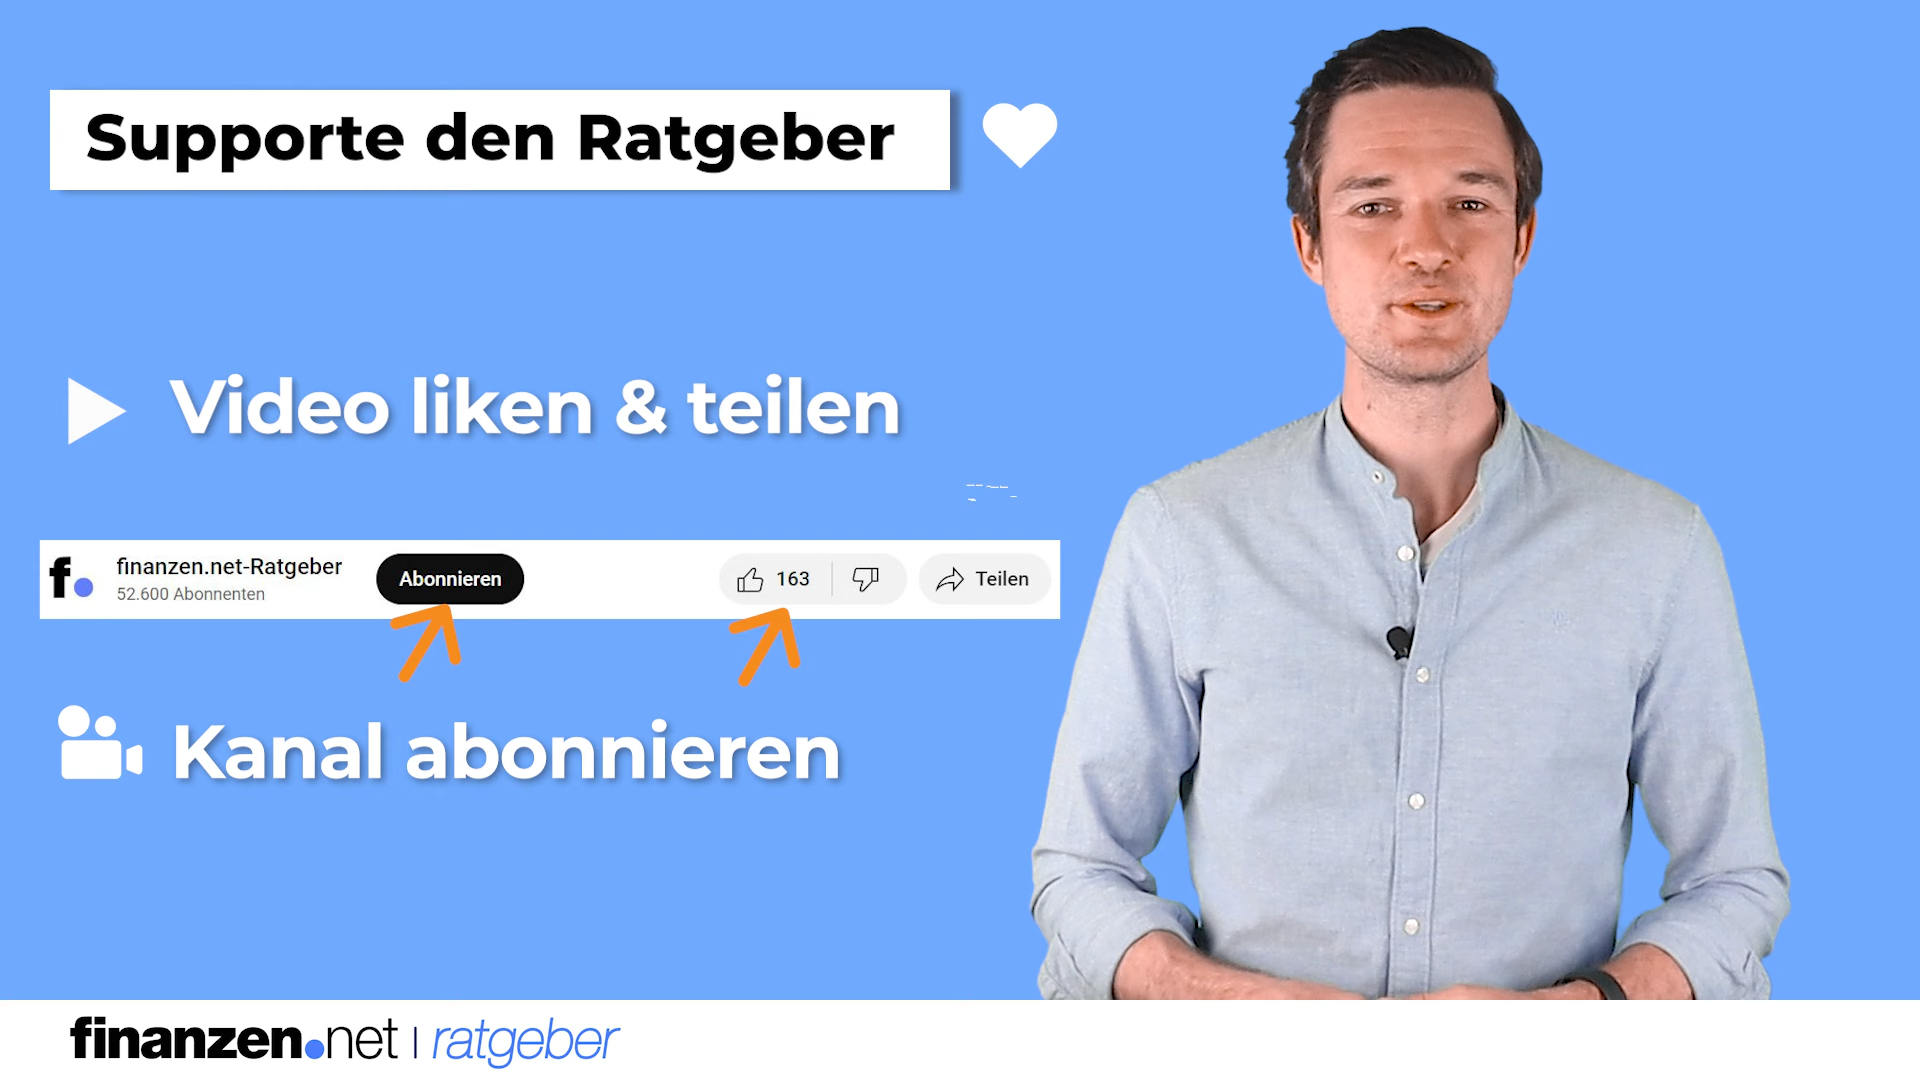 Supporte den Ratgeber
Video liken & teilen
finanzen.net-Ratgeber
52.600 Abonnenten
Abonnieren
163
Teilen
Kanal abonnieren
finanzen.net | ratgeber